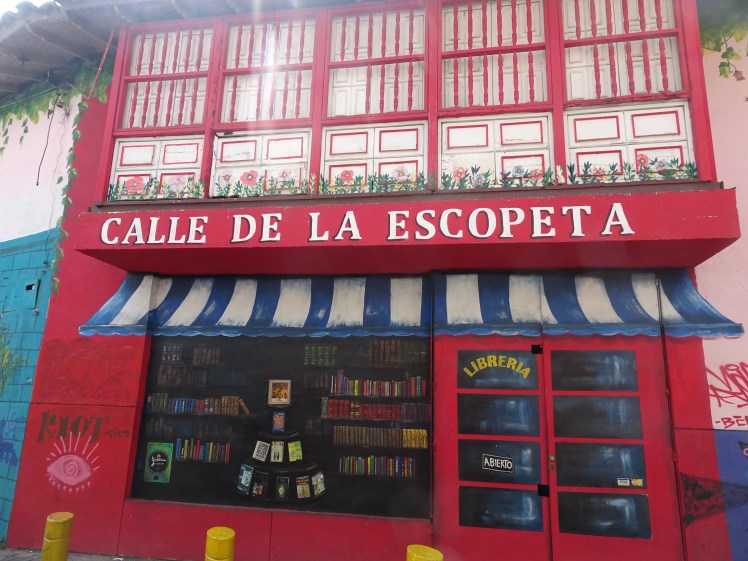 CALLE DE LA ESCOPETA
LIBRERIA
ABIERTO
RIOT